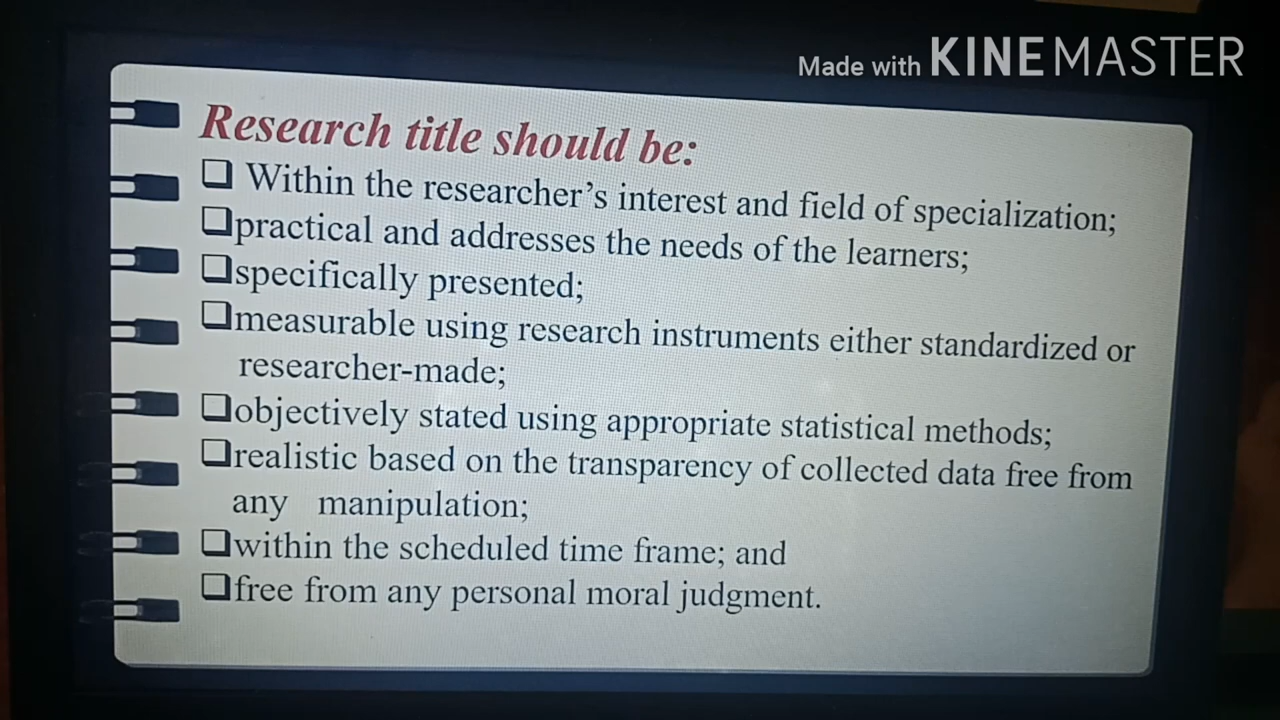 Made with KINEMASTER
Research title should be:
❑ Within the researcher's interest and field of specialization;
❑practical and addresses the needs of the learners;
❑specifically presented;
❑measurable using research instruments either standardized or
researcher-made;
❑objectively stated using appropriate statistical methods;
❑realistic based on the transparency of collected data free from
any manipulation;
❑within the scheduled time frame; and
❑free from any personal moral judgment.